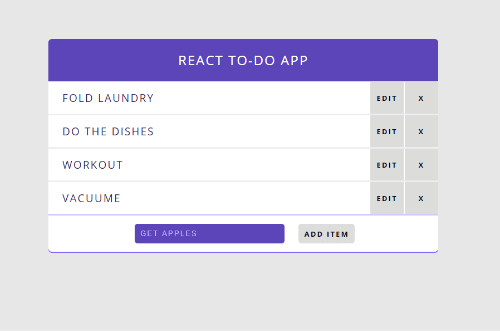 REACT TO-DO APP
FOLD LAUNDRY EDIT X
DO THE DISHES EDIT X
WORKOUT EDIT X
VACUUME EDIT X
GET APPLES ADD ITEM